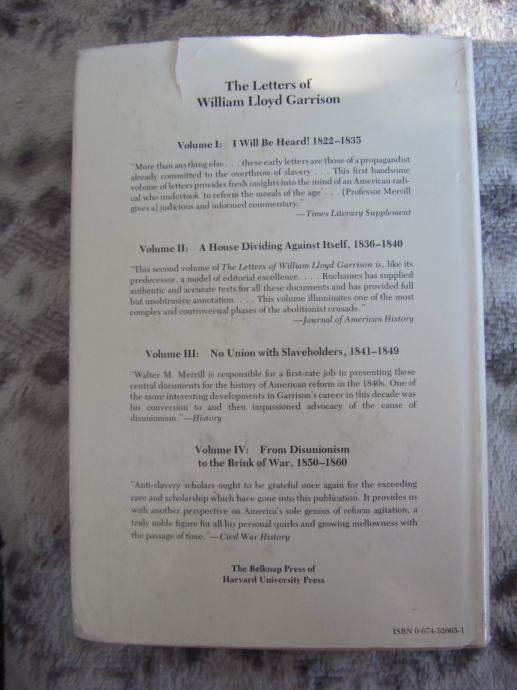 The Letters of
William Lloyd Garrison
Volume I: I Will Be Heard! 1822–1835
"More than anything else . . . these early letters are those of a propagandist
already committed to the overthrow of slavery . . . This first handsome
volume of letters provides fresh insights into the mind of an American radi-
cal who undertook 'to reform the morals of the age' . . . [Professor Merrill
gives a] judicious and informed commentary."
—Times Literary Supplement
Volume II: A House Dividing Against Itself, 1836–1840
"This second volume of The Letters of William Lloyd Garrison is, like its
predecessor, a model of editorial excellence. . . . Ruchames has supplied
authentic and accurate texts for all these documents and has provided full
but unobtrusive annotation. . . . This volume illuminates one of the most
complex and controversial phases of the abolitionist crusade."
—Journal of American History
Volume III: No Union with Slaveholders, 1841–1849
"Walter M. Merrill is responsible for a first-rate job in presenting these
central documents for the history of American reform in the 1840s. One of
the more interesting developments in Garrison's career in this decade was
his conversion to and then impassioned advocacy of the cause of
disunionism."—History
Volume IV: From Disunionism
to the Brink of War, 1850–1860
"Anti-slavery scholars ought to be grateful once again for the exceeding
care and scholarship which have gone into this publication. It provides us
with another perspective on America's sole genius of reform agitation, a
truly noble figure for all his personal quirks and growing mellowness with
the passage of time."—Civil War History
The Belknap Press of
Harvard University Press
ISBN 0-674-52665-1